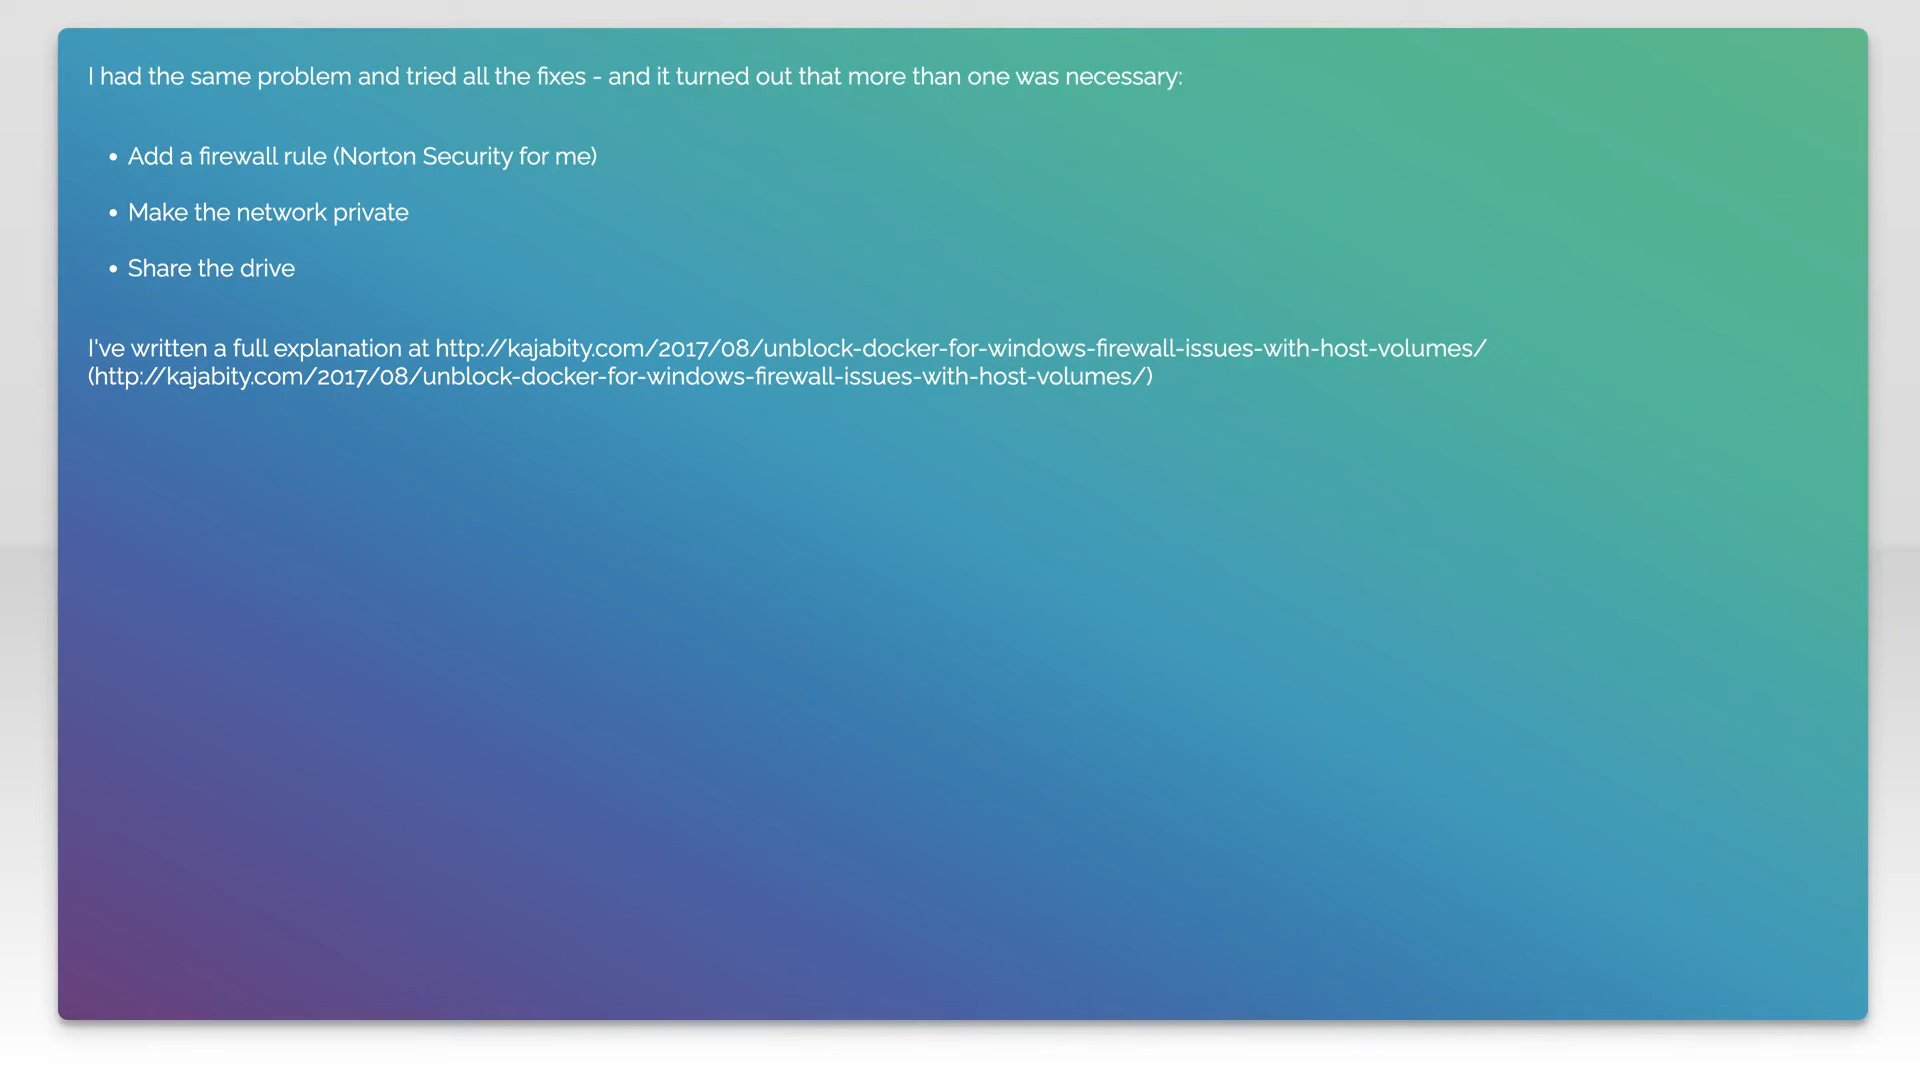 I had the same problem and tried all the fixes - and it turned out that more than one was necessary:
• Add a firewall rule (Norton Security for me)
• Make the network private
• Share the drive
I've written a full explanation at http://kajabity.com/2017/08/unblock-docker-for-windows-firewall-issues-with-host-volumes/
(http://kajabity.com/2017/08/unblock-docker-for-windows-firewall-issues-with-host-volumes/)